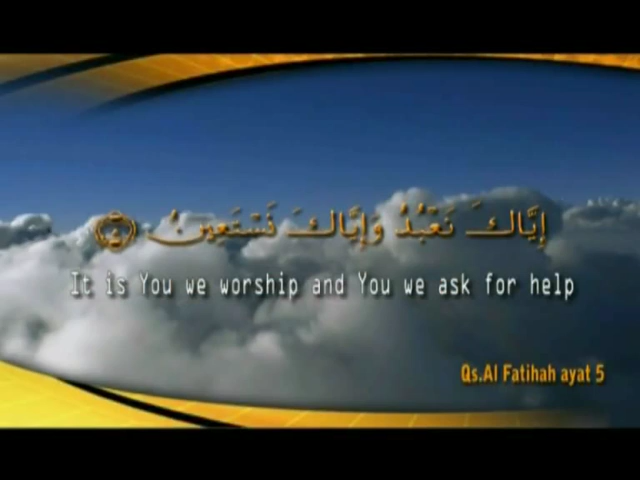 إِيَّاكَ نَعْبُدُ وَإِيَّاكَ نَسْتَعِينُ
It is You we worship and You we ask for help
Qs.Al Fatihah ayat 5